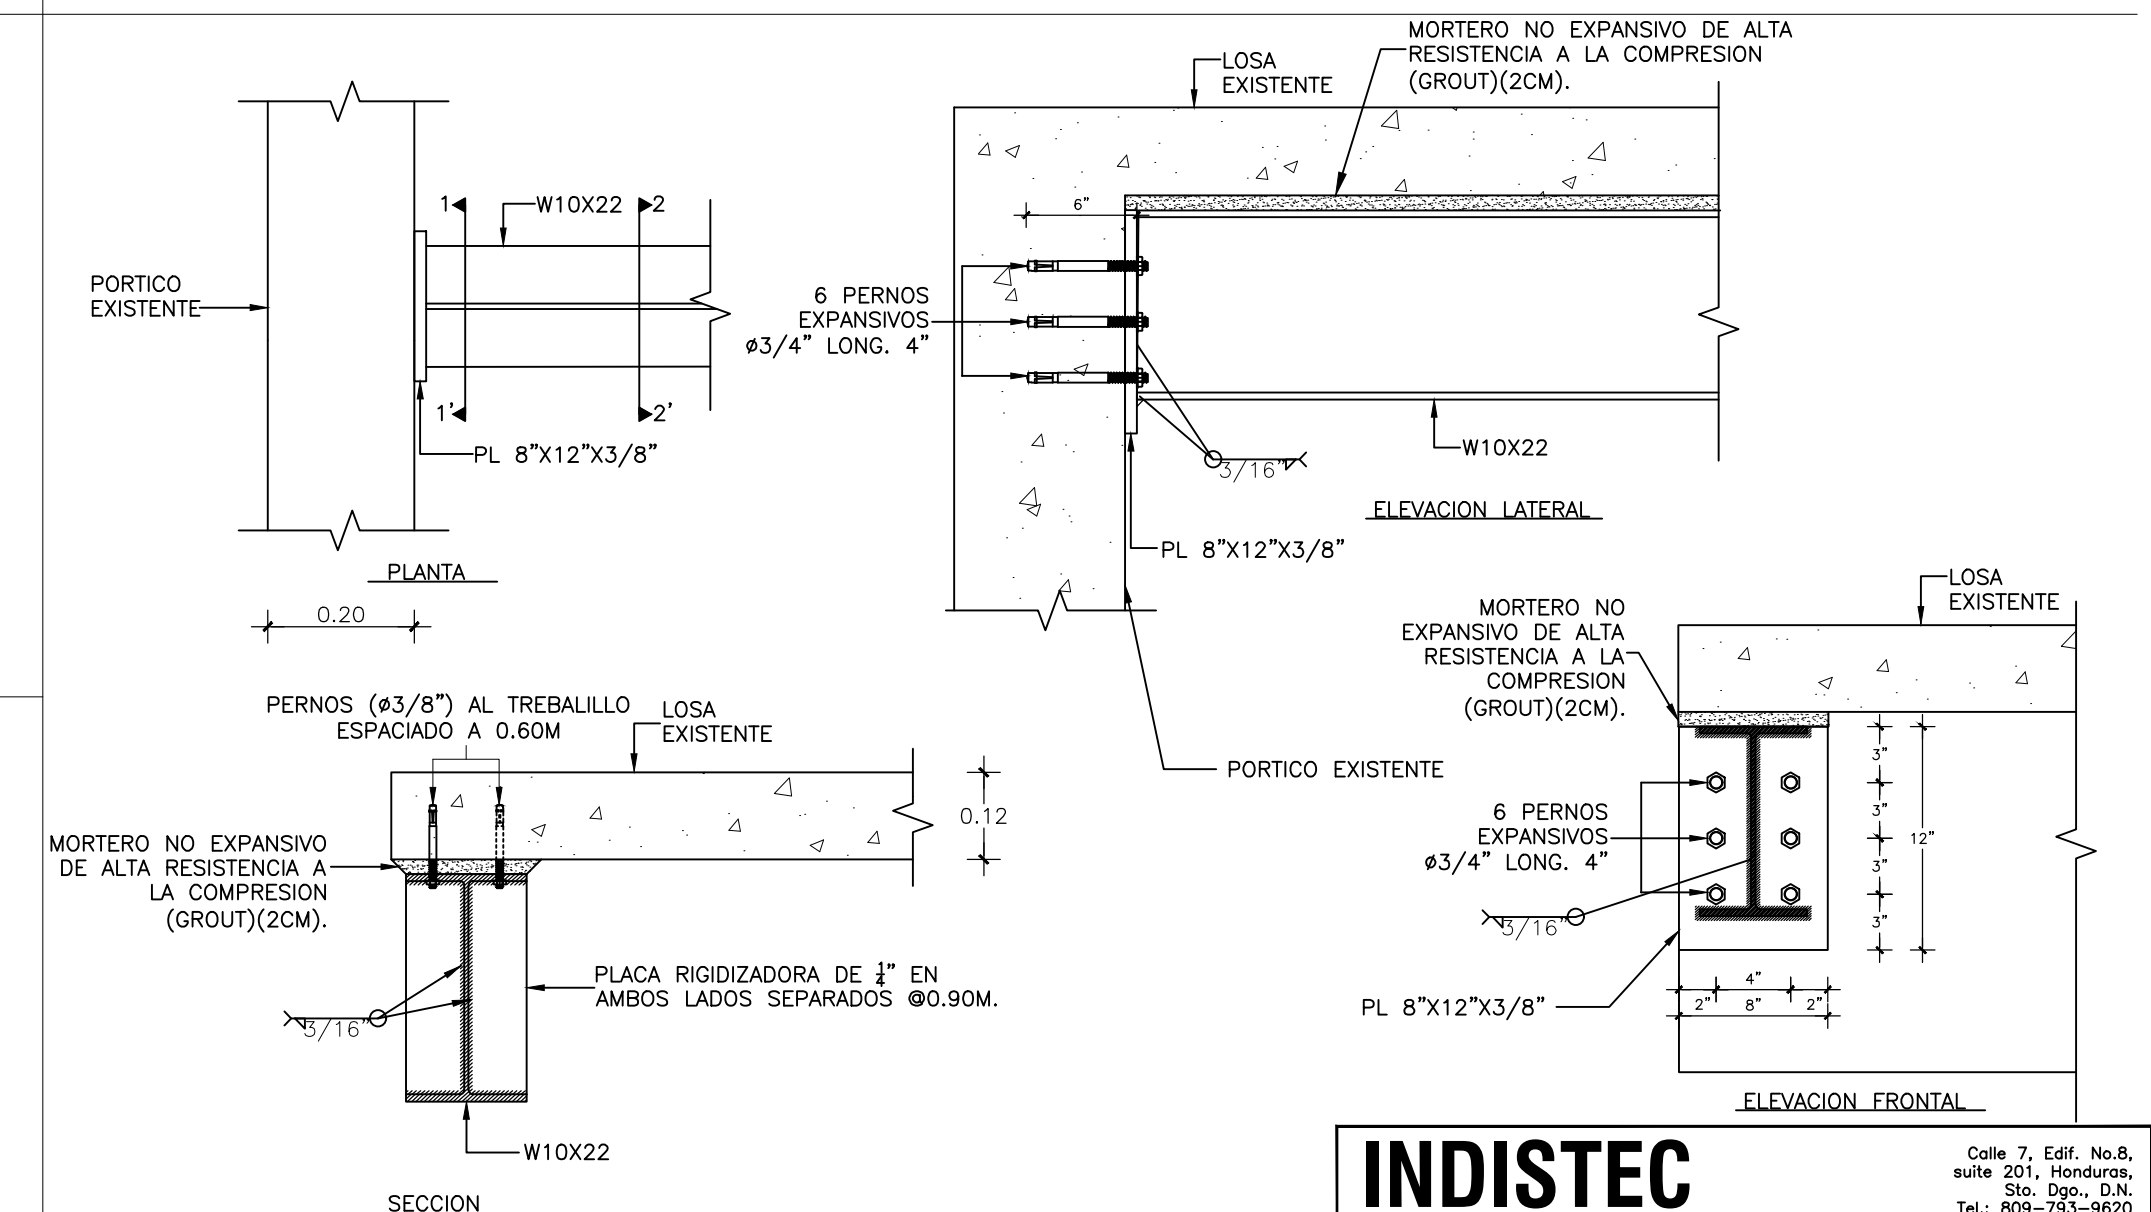 MORTERO NO EXPANSIVO DE ALTA
RESISTENCIA A LA COMPRESION
(GROUT)(2CM).
LOSA
EXISTENTE
1
W10X22
2
PORTICO
EXISTENTE
1'
2'
PL 8"X12"X3/8"
PLANTA
0.20
6"
6 PERNOS
EXPANSIVOS
ø3/4" LONG. 4"
3/16"
W10X22
ELEVACION LATERAL
PL 8"X12"X3/8"
PORTICO EXISTENTE
PERNOS (ø3/8") AL TREBALILLO
ESPACIADO A 0.60M
LOSA
EXISTENTE
0.12
MORTERO NO EXPANSIVO
DE ALTA RESISTENCIA A
LA COMPRESION
(GROUT)(2CM).
PLACA RIGIDIZADORA DE 1/4" EN
AMBOS LADOS SEPARADOS @0.90M.
3/16"
W10X22
SECCION
LOSA
EXISTENTE
MORTERO NO
EXPANSIVO DE ALTA
RESISTENCIA A LA
COMPRESION
(GROUT)(2CM).
3"
3"
12"
3"
3"
6 PERNOS
EXPANSIVOS
ø3/4" LONG. 4"
3/16"
PL 8"X12"X3/8"
4"
2" 8" 2"
ELEVACION FRONTAL
INDISTEC
Calle 7, Edif. No.8,
suite 201, Honduras,
Sto. Dgo., D.N.
Tel.: 809-793-9620